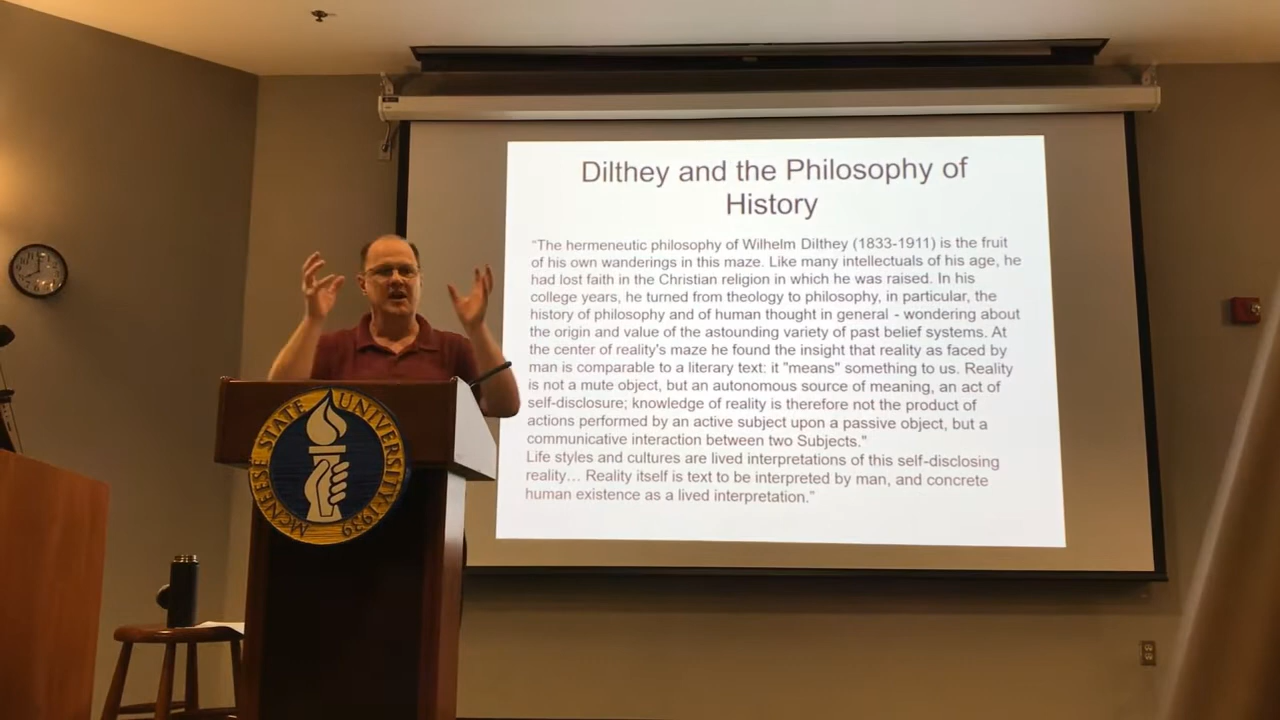 Dilthey and the Philosophy of
History
"The hermeneutic philosophy of Wilhelm Dilthey (1833-1911) is the fruit
of his own wanderings in this maze. Like many intellectuals of his age, he
had lost faith in the Christian religion in which he was raised. In his
college years, he turned from theology to philosophy, in particular, the
history of philosophy and of human thought in general - wondering about
the origin and value of the astounding variety of past belief systems. At
the center of reality's maze he found the insight that reality as faced by
man is comparable to a literary text: it "means" something to us. Reality
is not a mute object, but an autonomous source of meaning, an act of
self-disclosure; knowledge of reality is therefore not the product of
actions performed by an active subject upon a passive object, but a
communicative interaction between two Subjects."
Life styles and cultures are lived interpretations of this self-disclosing
reality… Reality itself is text to be interpreted by man, and concrete
human existence as a lived interpretation."
MCNEESE STATE UNIVERSITY·1939